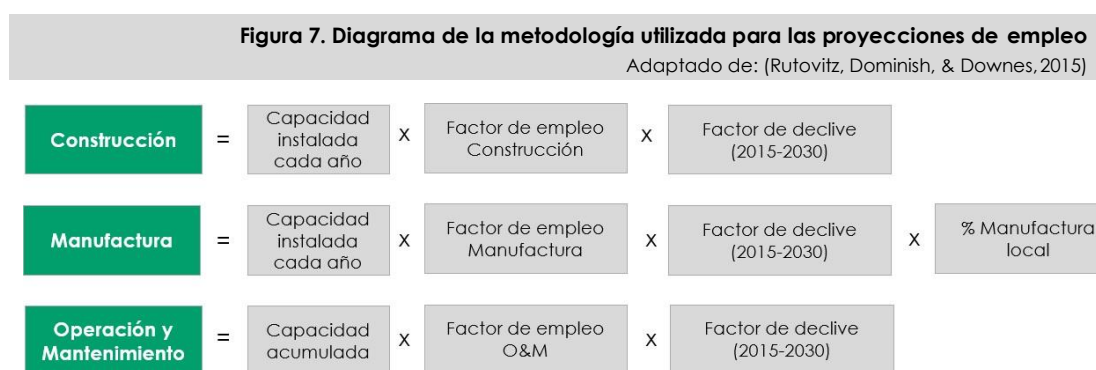 Figura 7. Diagrama de la metodología utilizada para las proyecciones de empleo
Adaptado de: (Rutovitz, Dominish, & Downes, 2015)
Construcción
=
Capacidad
instalada
cada año
x
Factor de empleo
Construcción
x
Factor de declive
(2015-2030)
Manufactura
=
Capacidad
instalada
cada año
x
Factor de empleo
Manufactura
x
Factor de declive
(2015-2030)
x
% Manufactura
local
Operación y
Mantenimiento
=
Capacidad
acumulada
x
Factor de empleo
O&M
x
Factor de declive
(2015-2030)